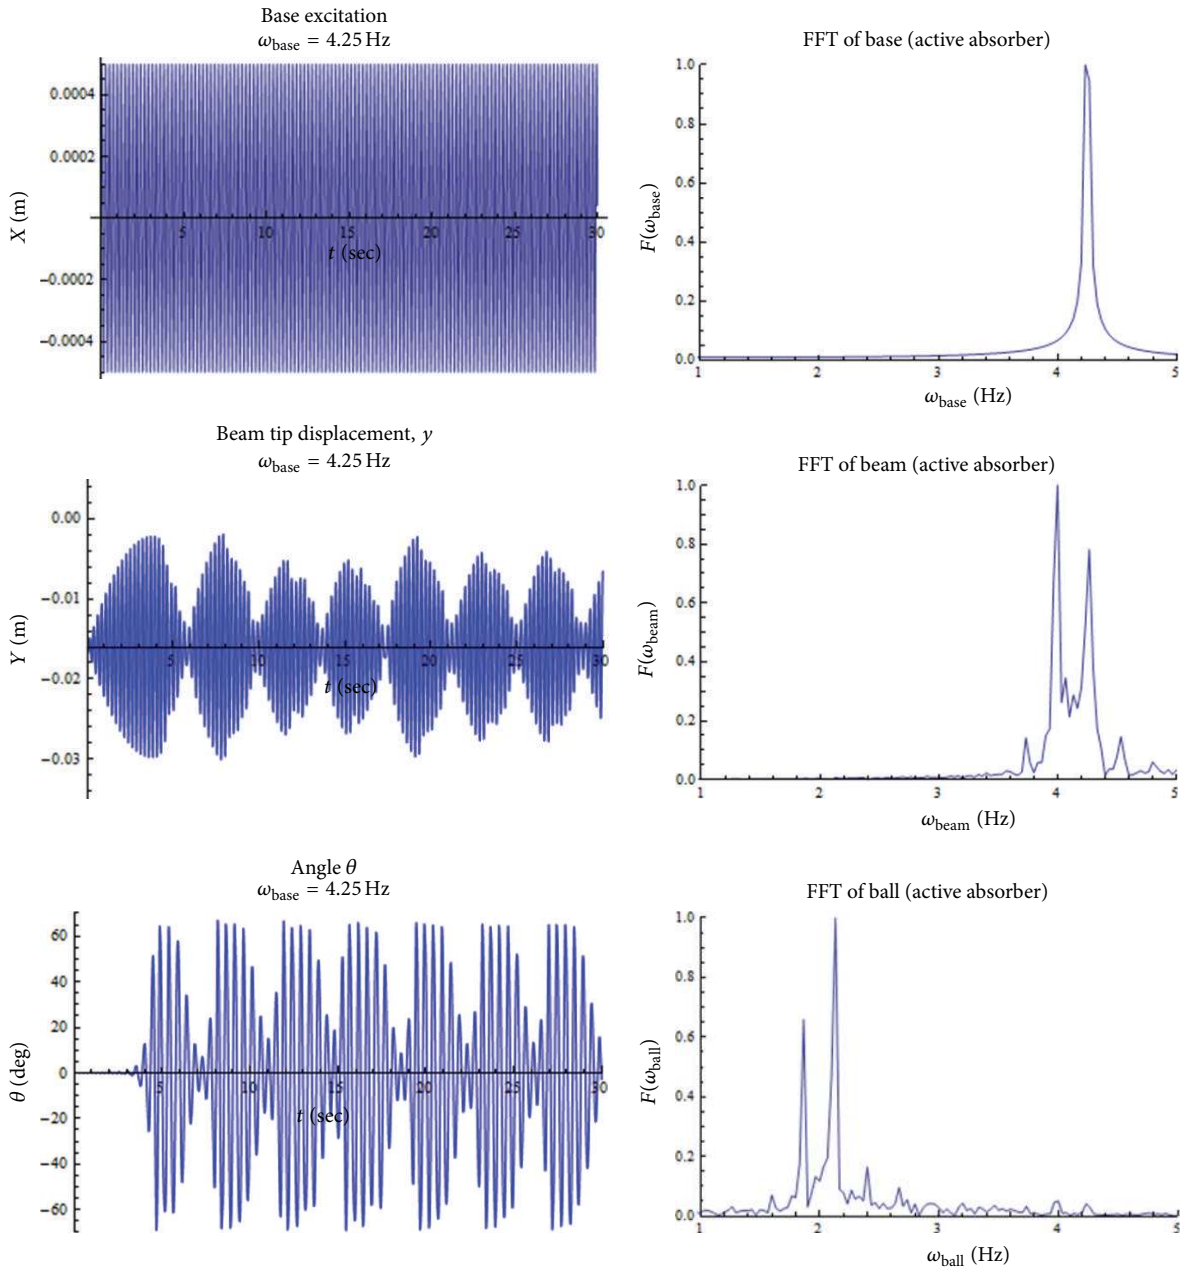 Base excitation
ω_base = 4.25 Hz
0.0004
0.0002
−0.0002
−0.0004
5 10 15 20 25 30
X (m)
t (sec)
FFT of base (active absorber)
1.0
0.8
0.6
0.4
0.2
0.0
1 2 3 4 5
F(ω_base)
ω_base (Hz)
Beam tip displacement, y
ω_base = 4.25 Hz
0.00
−0.01
−0.02
−0.03
5 10 15 20 25 30
Y (m)
t (sec)
FFT of beam (active absorber)
1.0
0.8
0.6
0.4
0.2
0.0
1 2 3 4 5
F(ω_beam)
ω_beam (Hz)
Angle θ
ω_base = 4.25 Hz
60
40
20
0
−20
−40
−60
5 10 15 20 25 30
θ (deg)
t (sec)
FFT of ball (active absorber)
1.0
0.8
0.6
0.4
0.2
0.0
1 2 3 4 5
F(ω_ball)
ω_ball (Hz)